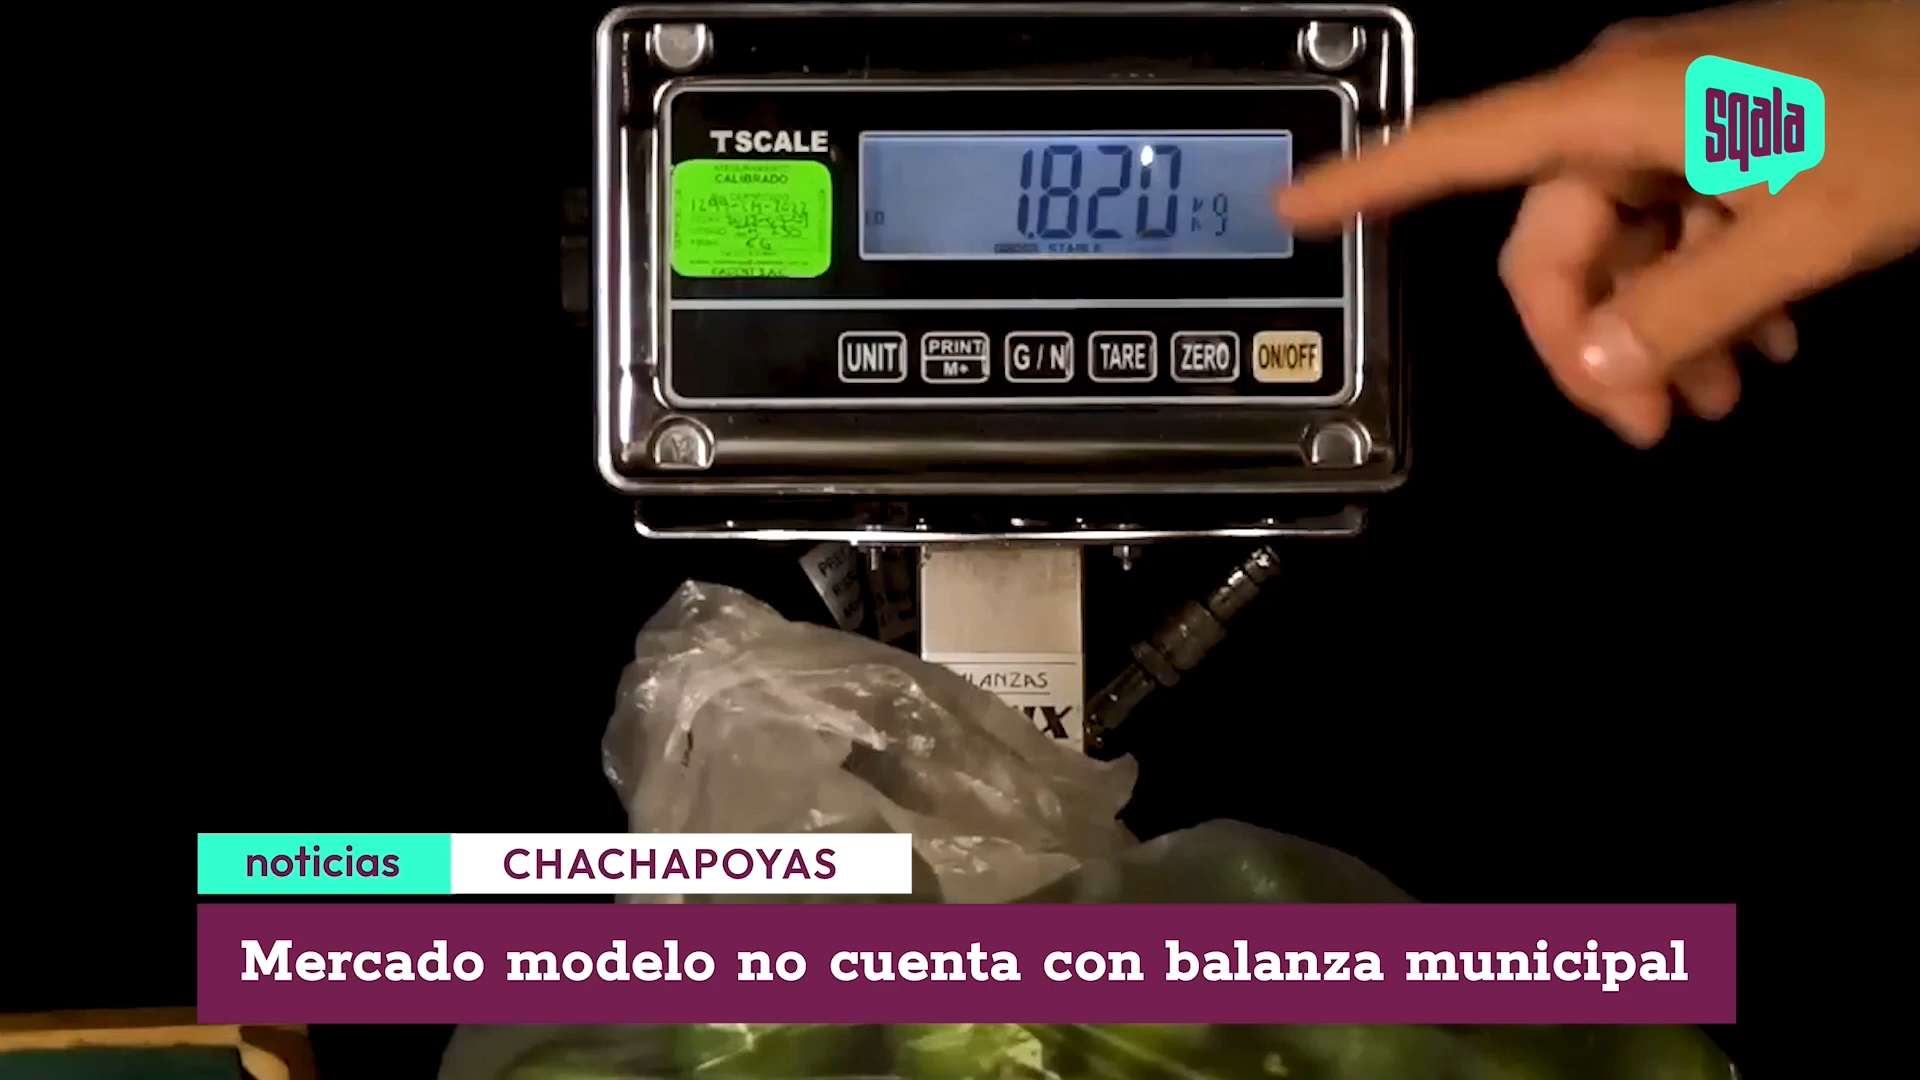 sqala
TSCALE
CALIBRADO
1.820 kg
GROSS STABLE
UNIT
PRINT
M+
G / N
TARE
ZERO
ON/OFF
noticias
CHACHAPOYAS
Mercado modelo no cuenta con balanza municipal